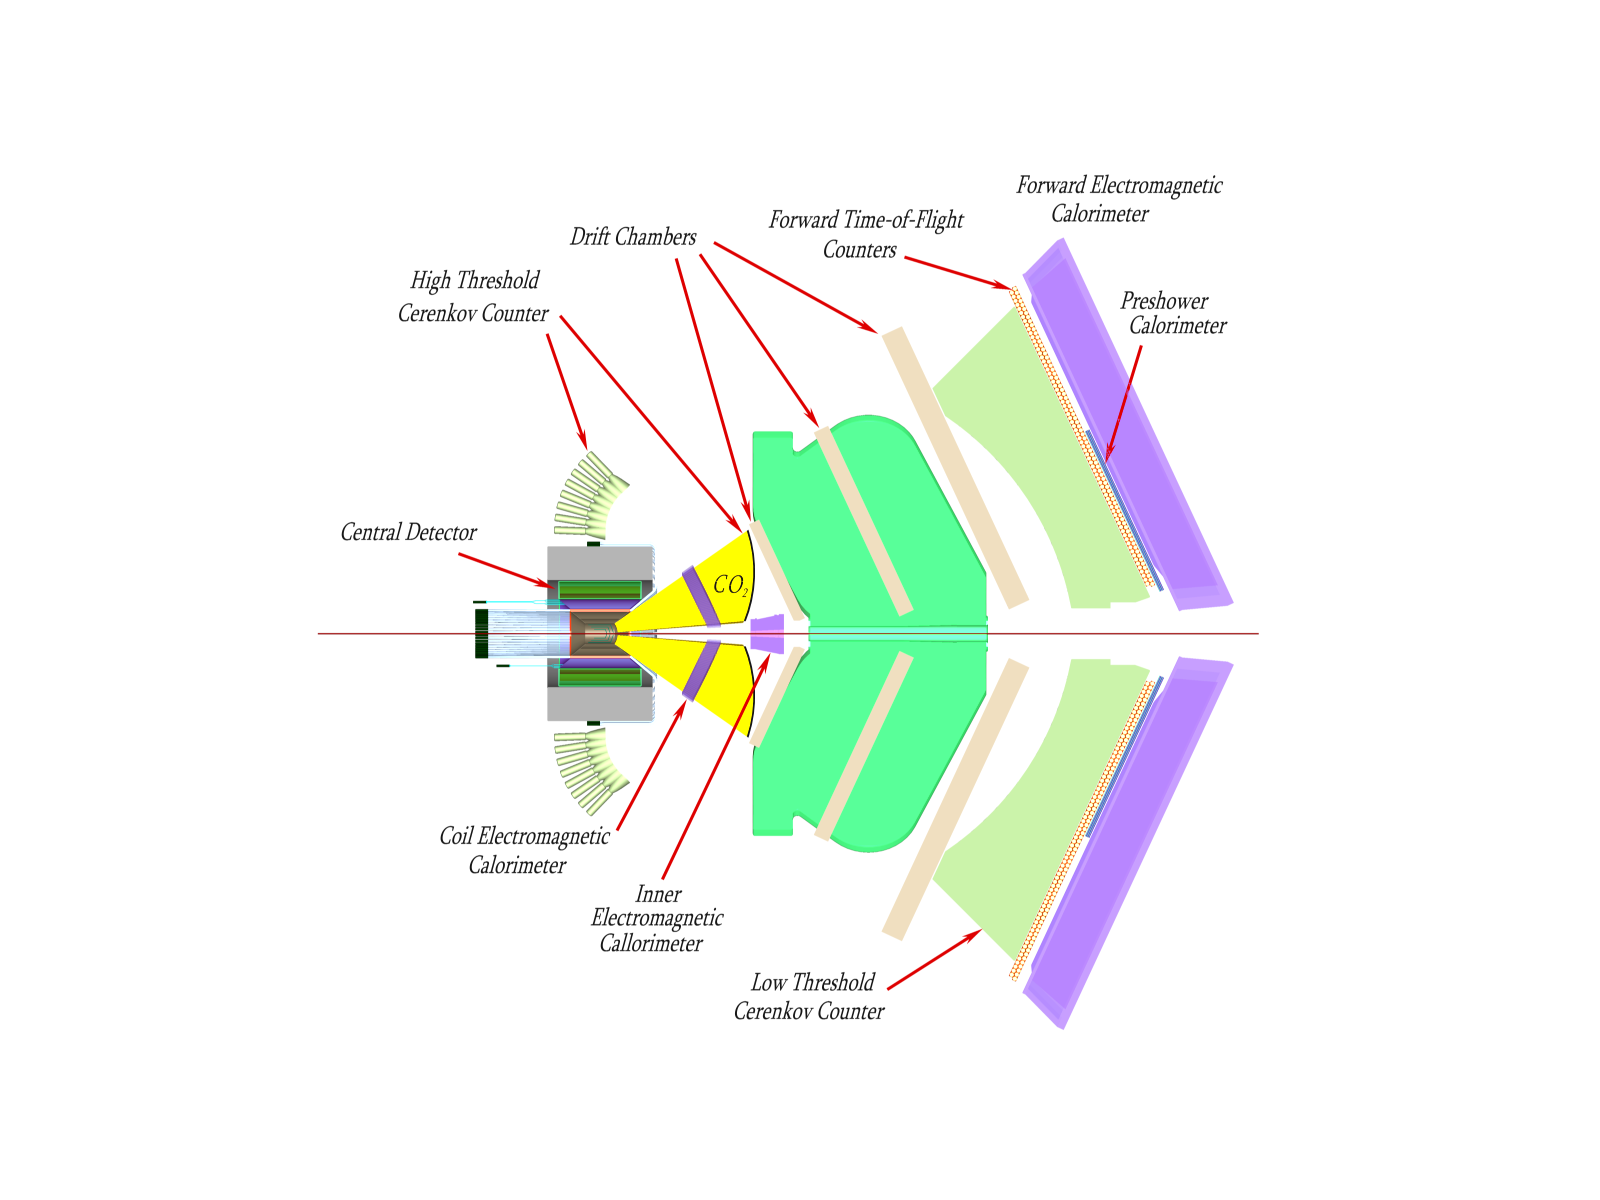 Forward Electromagnetic
Calorimeter
Forward Time-of-Flight
Counters
Drift Chambers
High Threshold
Cerenkov Counter
Preshower
Calorimeter
Central Detector
CO2
Coil Electromagnetic
Calorimeter
Inner
Electromagnetic
Callorimeter
Low Threshold
Cerenkov Counter